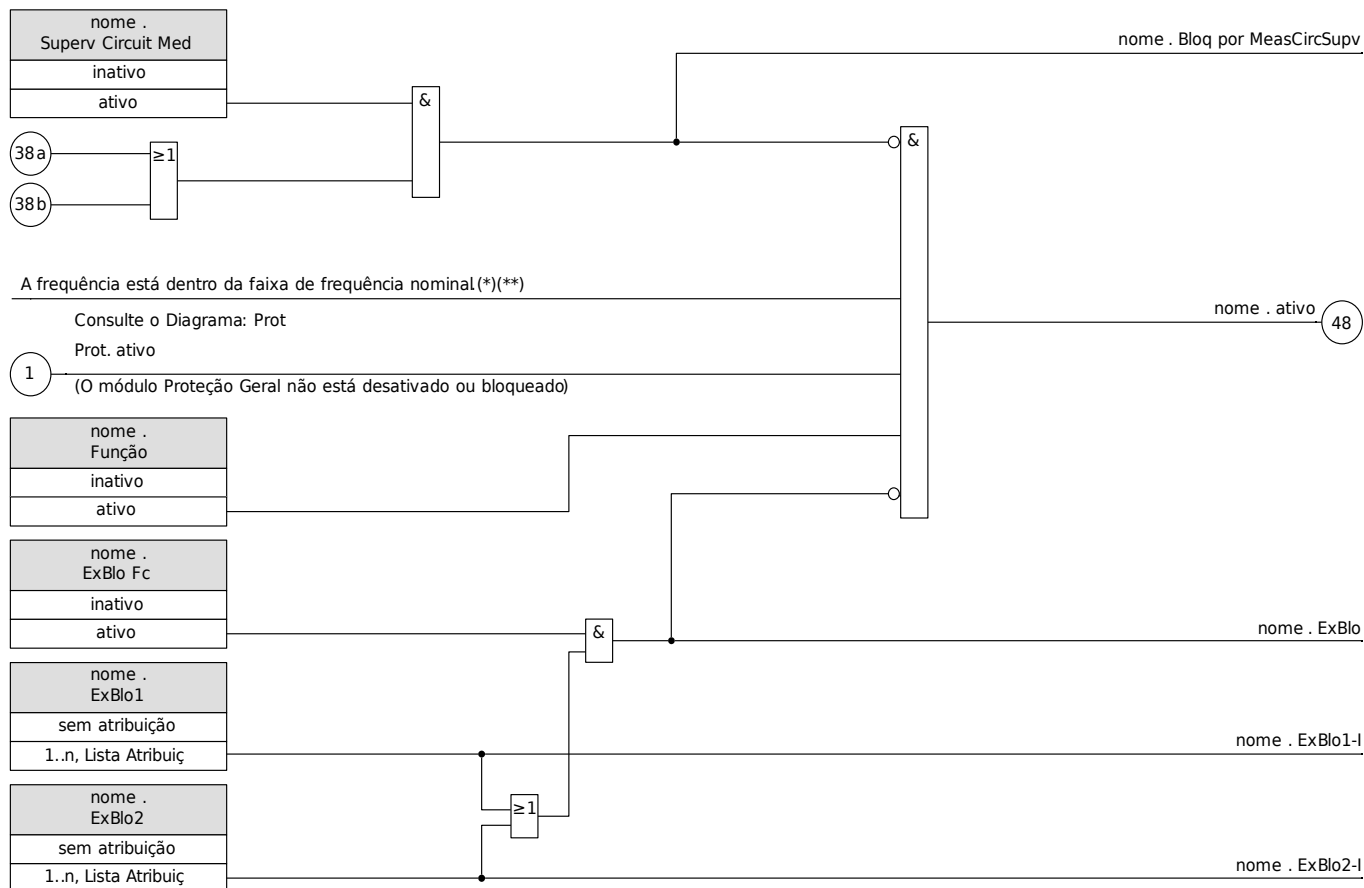 nome .
Superv Circuit Med
inativo
ativo
nome . Bloq por MeasCircSupv
&
&
38a
≥1
38b
A frequência está dentro da faixa de frequência nominal.(*)(**)
Consulte o Diagrama: Prot
Prot. ativo
1
(O módulo Proteção Geral não está desativado ou bloqueado)
nome . ativo
48
nome .
Função
inativo
ativo
nome .
ExBlo Fc
inativo
ativo
&
nome . ExBlo
nome .
ExBlo1
sem atribuição
1..n, Lista Atribuiç
nome . ExBlo1-I
≥1
nome .
ExBlo2
sem atribuição
1..n, Lista Atribuiç
nome . ExBlo2-I